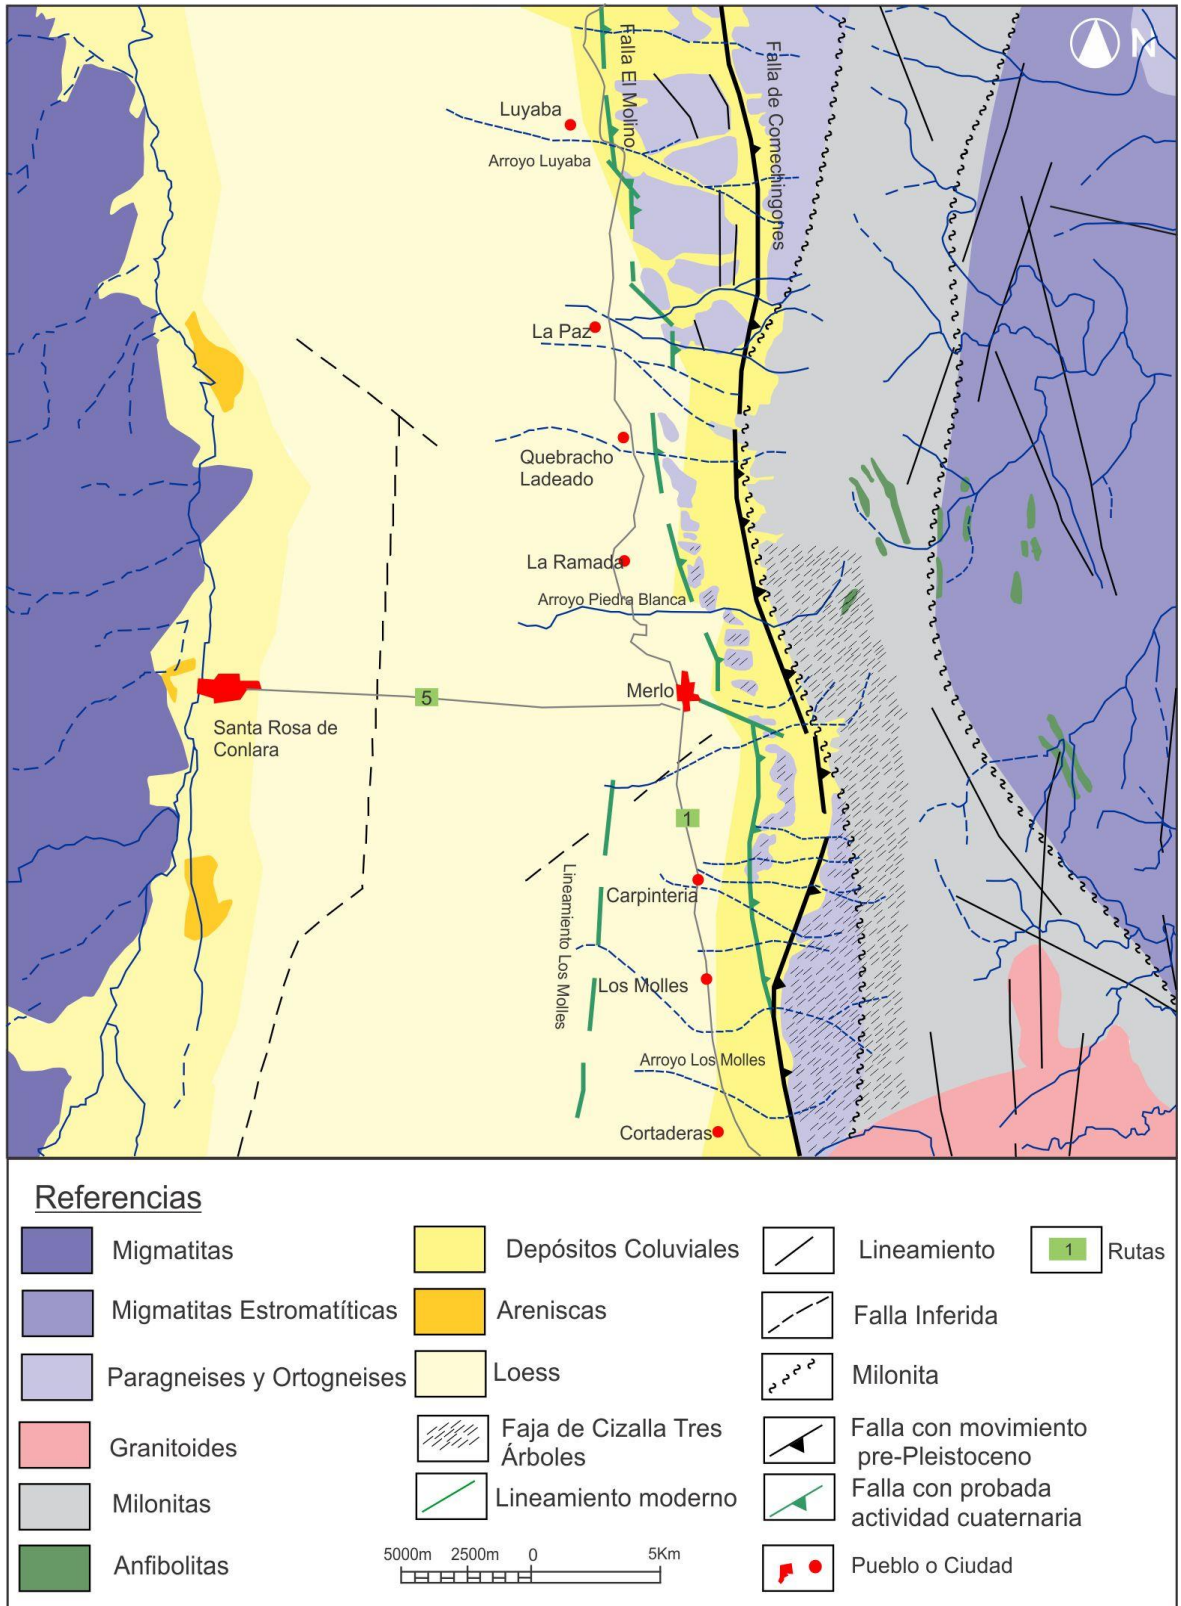 N
Falla El Molino
Falla de Comechingones
Luyaba
Arroyo Luyaba
La Paz
Quebracho
Ladeado
La Ramada
Arroyo Piedra Blanca
Merlo
5
Santa Rosa de
Conlara
1
Lineamiento Los Molles
Carpinteria
Los Molles
Arroyo Los Molles
Cortaderas
Referencias
Migmatitas
Migmatitas Estromatíticas
Paragneises y Ortogneises
Granitoides
Milonitas
Anfibolitas
Depósitos Coluviales
Areniscas
Loess
Faja de Cizalla Tres
Árboles
Lineamiento moderno
5000m 2500m 0 5Km
Lineamiento
Falla Inferida
Milonita
Falla con movimiento
pre-Pleistoceno
Falla con probada
actividad cuaternaria
Pueblo o Ciudad
1 Rutas